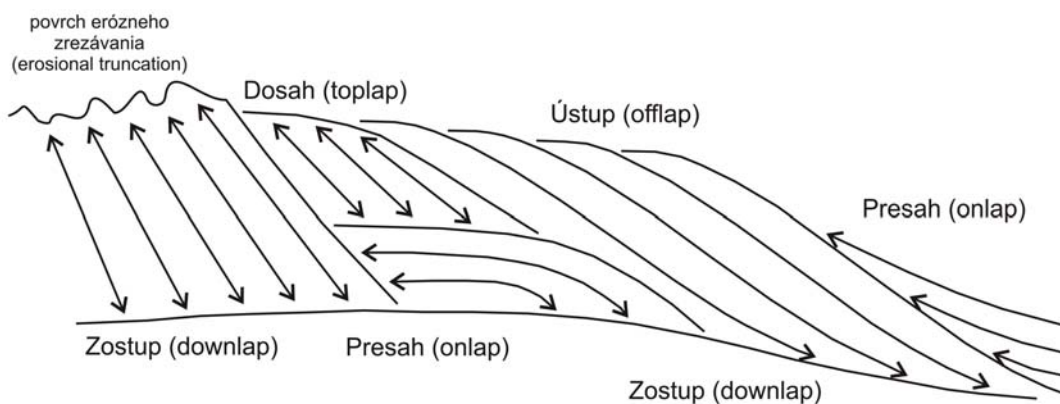 povrch erózneho
zrezávania
(erosional truncation)
Dosah (toplap)
Ústup (offlap)
Presah (onlap)
Zostup (downlap)
Presah (onlap)
Zostup (downlap)